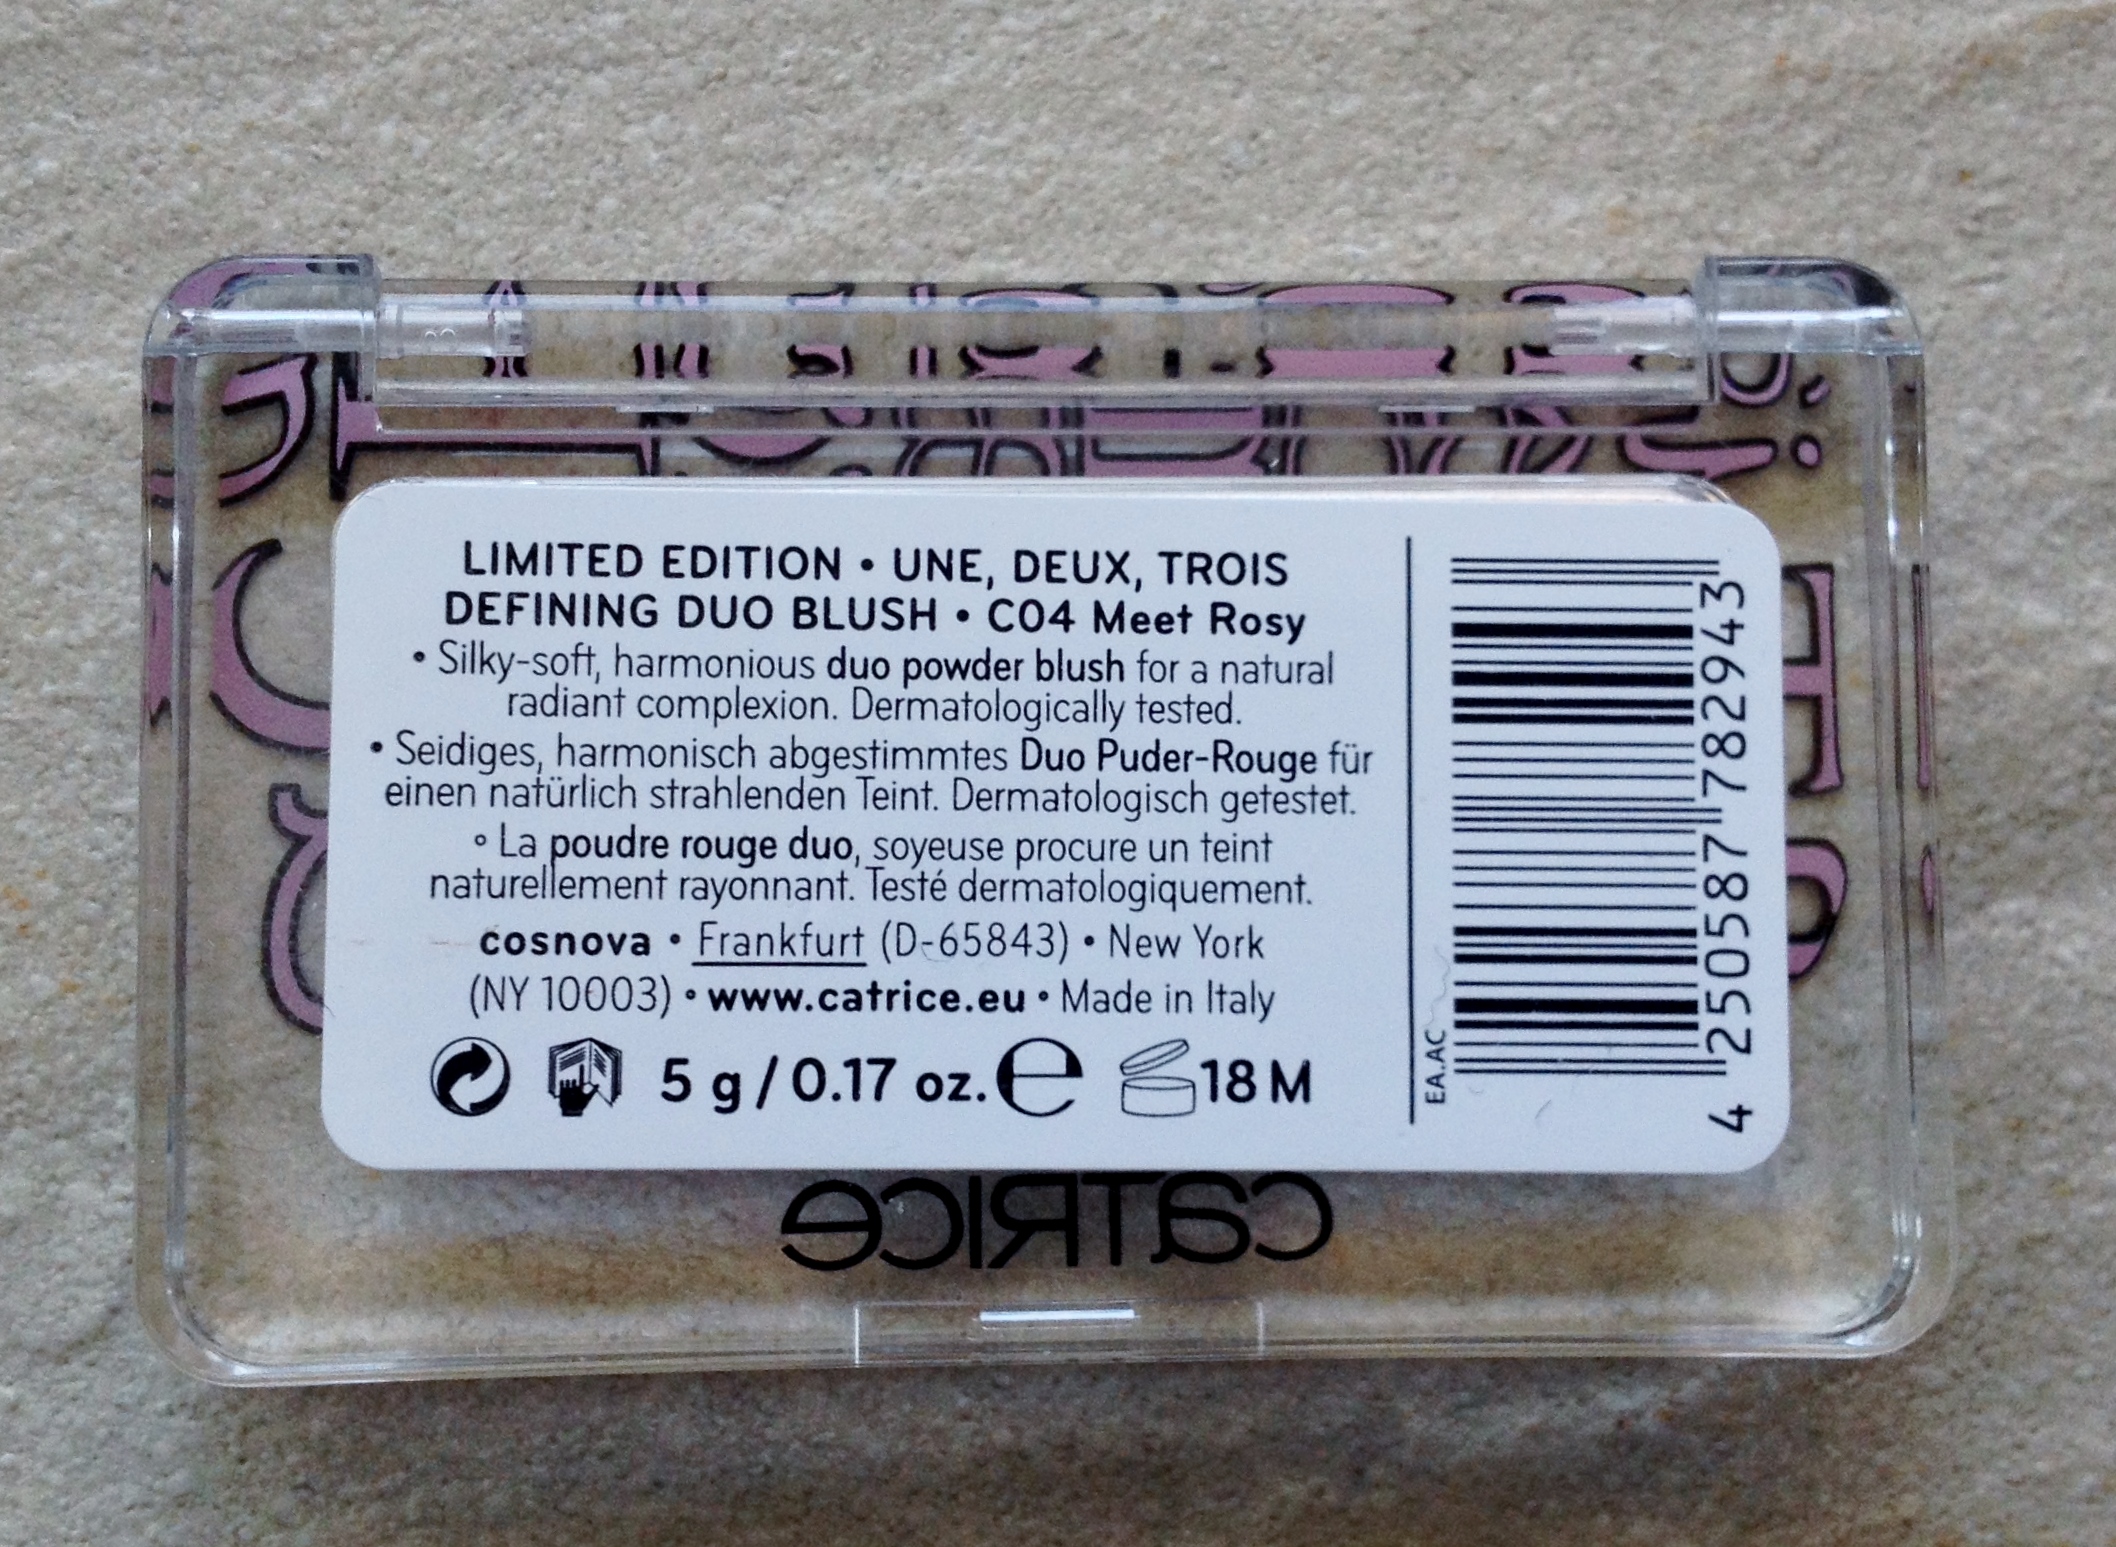 LIMITED EDITION • UNE, DEUX, TROIS
DEFINING DUO BLUSH • C04 Meet Rosy
• Silky-soft, harmonious duo powder blush for a natural
radiant complexion. Dermatologically tested.
• Seidiges, harmonisch abgestimmtes Duo Puder-Rouge für
einen natürlich strahlenden Teint. Dermatologisch getestet.
° La poudre rouge duo, soyeuse procure un teint
naturellement rayonnant. Testé dermatologiquement.
cosnova • Frankfurt (D-65843) • New York
(NY 10003) • www.catrice.eu • Made in Italy
5 g / 0.17 oz. e 18 M
EA.AC
4 250587 782943
CATRICE